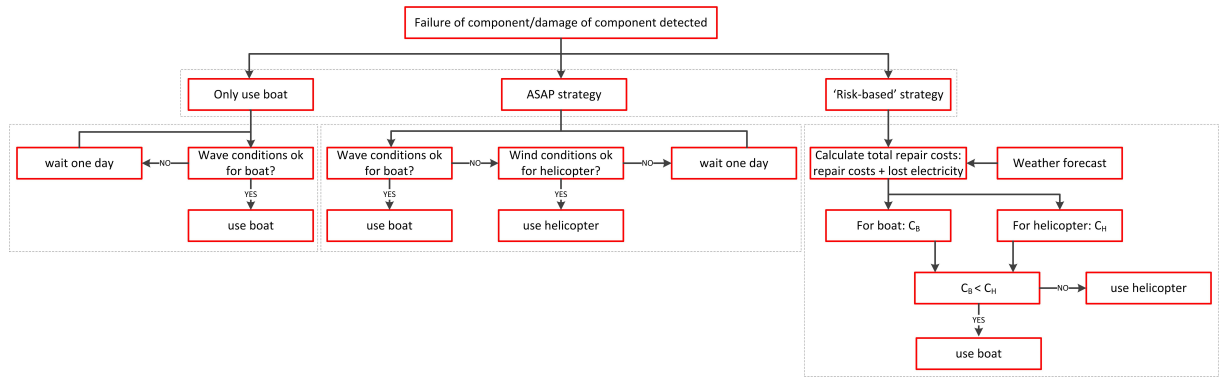 Failure of component/damage of component detected
Only use boat
ASAP strategy
‘Risk-based’ strategy
wait one day
NO
Wave conditions ok
for boat?
YES
use boat
Wave conditions ok
for boat?
NO
Wind conditions ok
for helicopter?
NO
wait one day
YES
use boat
YES
use helicopter
Calculate total repair costs:
repair costs + lost electricity
Weather forecast
For boat: CB
For helicopter: CH
CB < CH
NO
use helicopter
YES
use boat